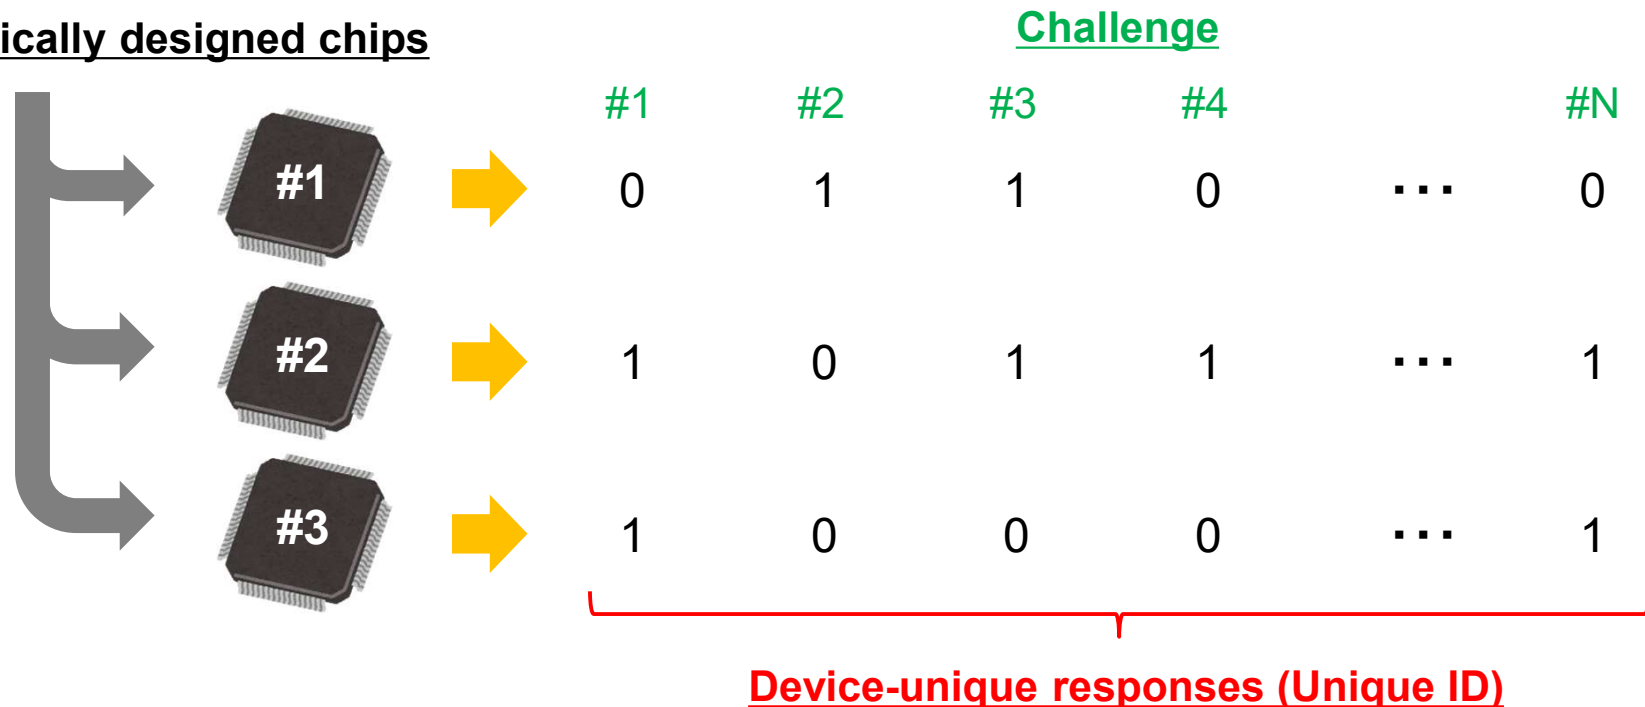 ically designed chips
Challenge
#1 #2 #3 #4 #N
#1 0 1 1 0 ... 0
#2 1 0 1 1 ... 1
#3 1 0 0 0 ... 1
Device-unique responses (Unique ID)